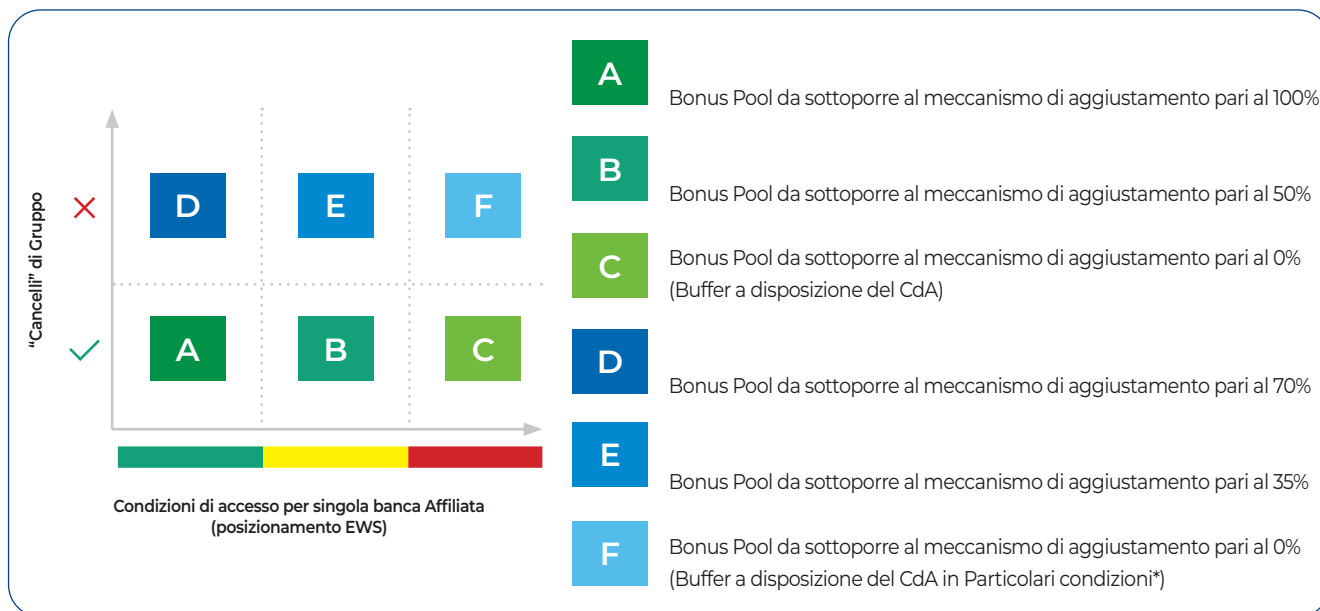 "Cancelli" di Gruppo
D
E
F
A
B
C
Condizioni di accesso per singola banca Affiliata
(posizionamento EWS)
A
Bonus Pool da sottoporre al meccanismo di aggiustamento pari al 100%
B
Bonus Pool da sottoporre al meccanismo di aggiustamento pari al 50%
C
Bonus Pool da sottoporre al meccanismo di aggiustamento pari al 0%
(Buffer a disposizione del CdA)
D
Bonus Pool da sottoporre al meccanismo di aggiustamento pari al 70%
E
Bonus Pool da sottoporre al meccanismo di aggiustamento pari al 35%
F
Bonus Pool da sottoporre al meccanismo di aggiustamento pari al 0%
(Buffer a disposizione del CdA in Particolari condizioni*)